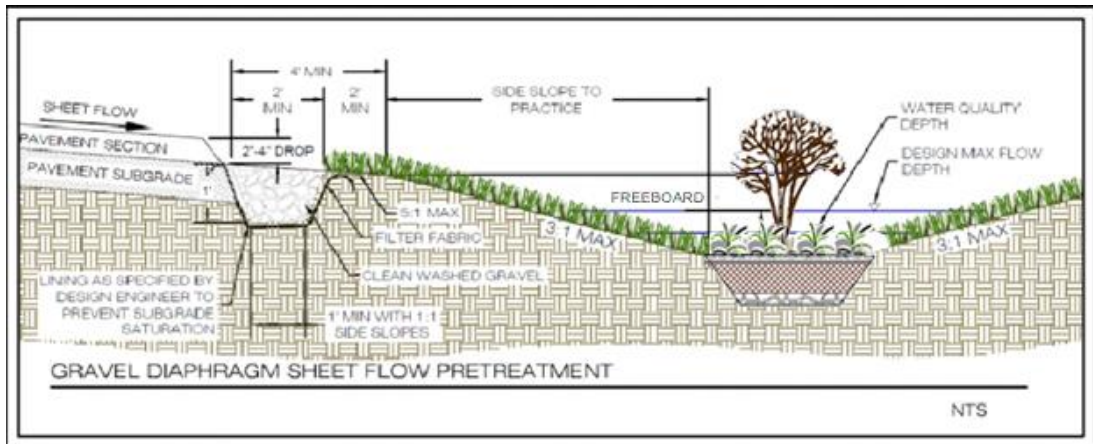 4' MIN
2'
MIN
2'
MIN
SIDE SLOPE TO
PRACTICE
SHEET FLOW
WATER QUALITY
DEPTH
PAVEMENT SECTION
2"-4" DROP
DESIGN MAX FLOW
DEPTH
PAVEMENT SUBGRADE
1'
FREEBOARD
5:1 MAX
3:1 MAX
3:1 MAX
FILTER FABRIC
CLEAN WASHED GRAVEL
LINING AS SPECIFIED BY
DESIGN ENGINEER TO
PREVENT SUBGRADE
SATURATION
1' MIN WITH 1:1
SIDE SLOPES
GRAVEL DIAPHRAGM SHEET FLOW PRETREATMENT
NTS